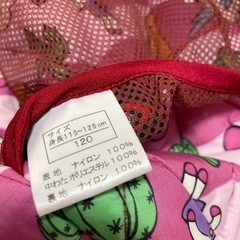 サイズ
身長115~125cm
120
表地 ナイロン 100%
中わた ポリエステル 100%
裏地 ナイロン 100%